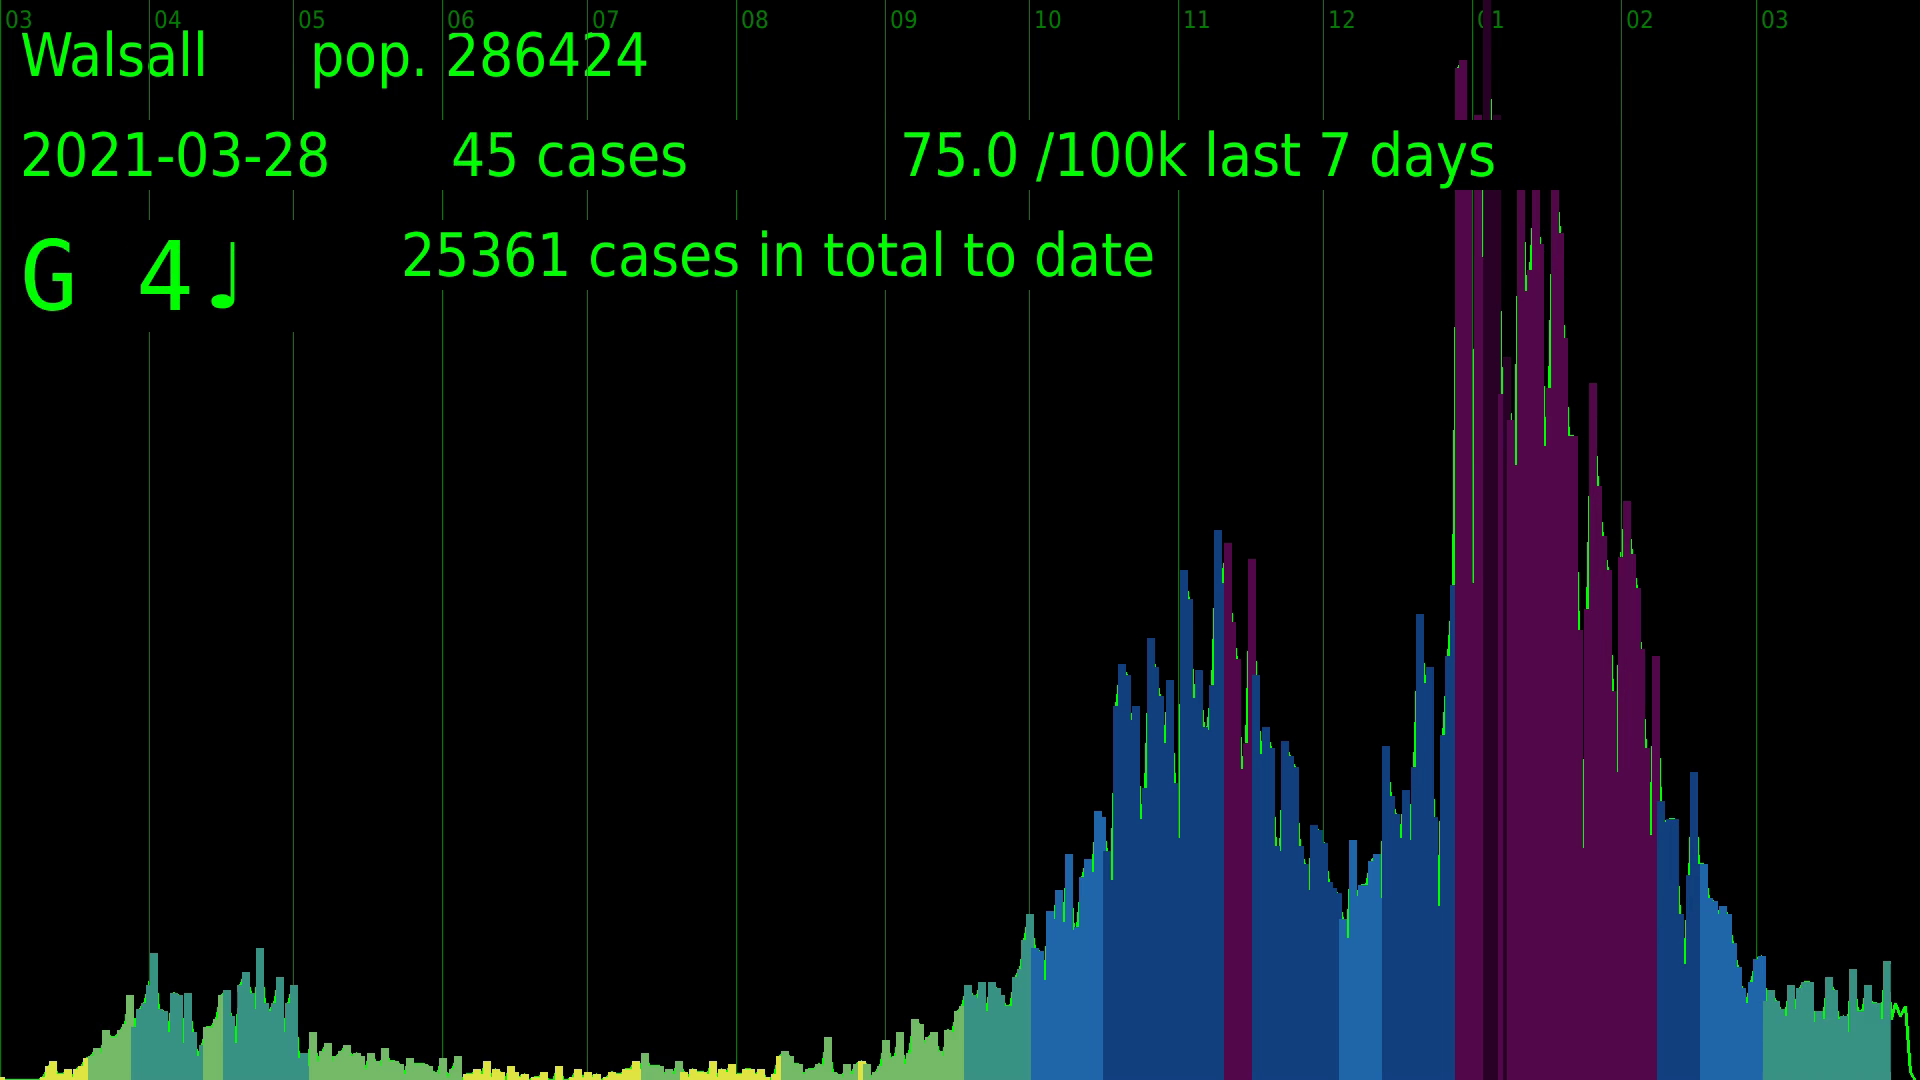 03 04 05 06 07 08 09 10 11 12 01 02 03
Walsall pop. 286424
2021-03-28 45 cases 75.0 /100k last 7 days
G 4♩ 25361 cases in total to date